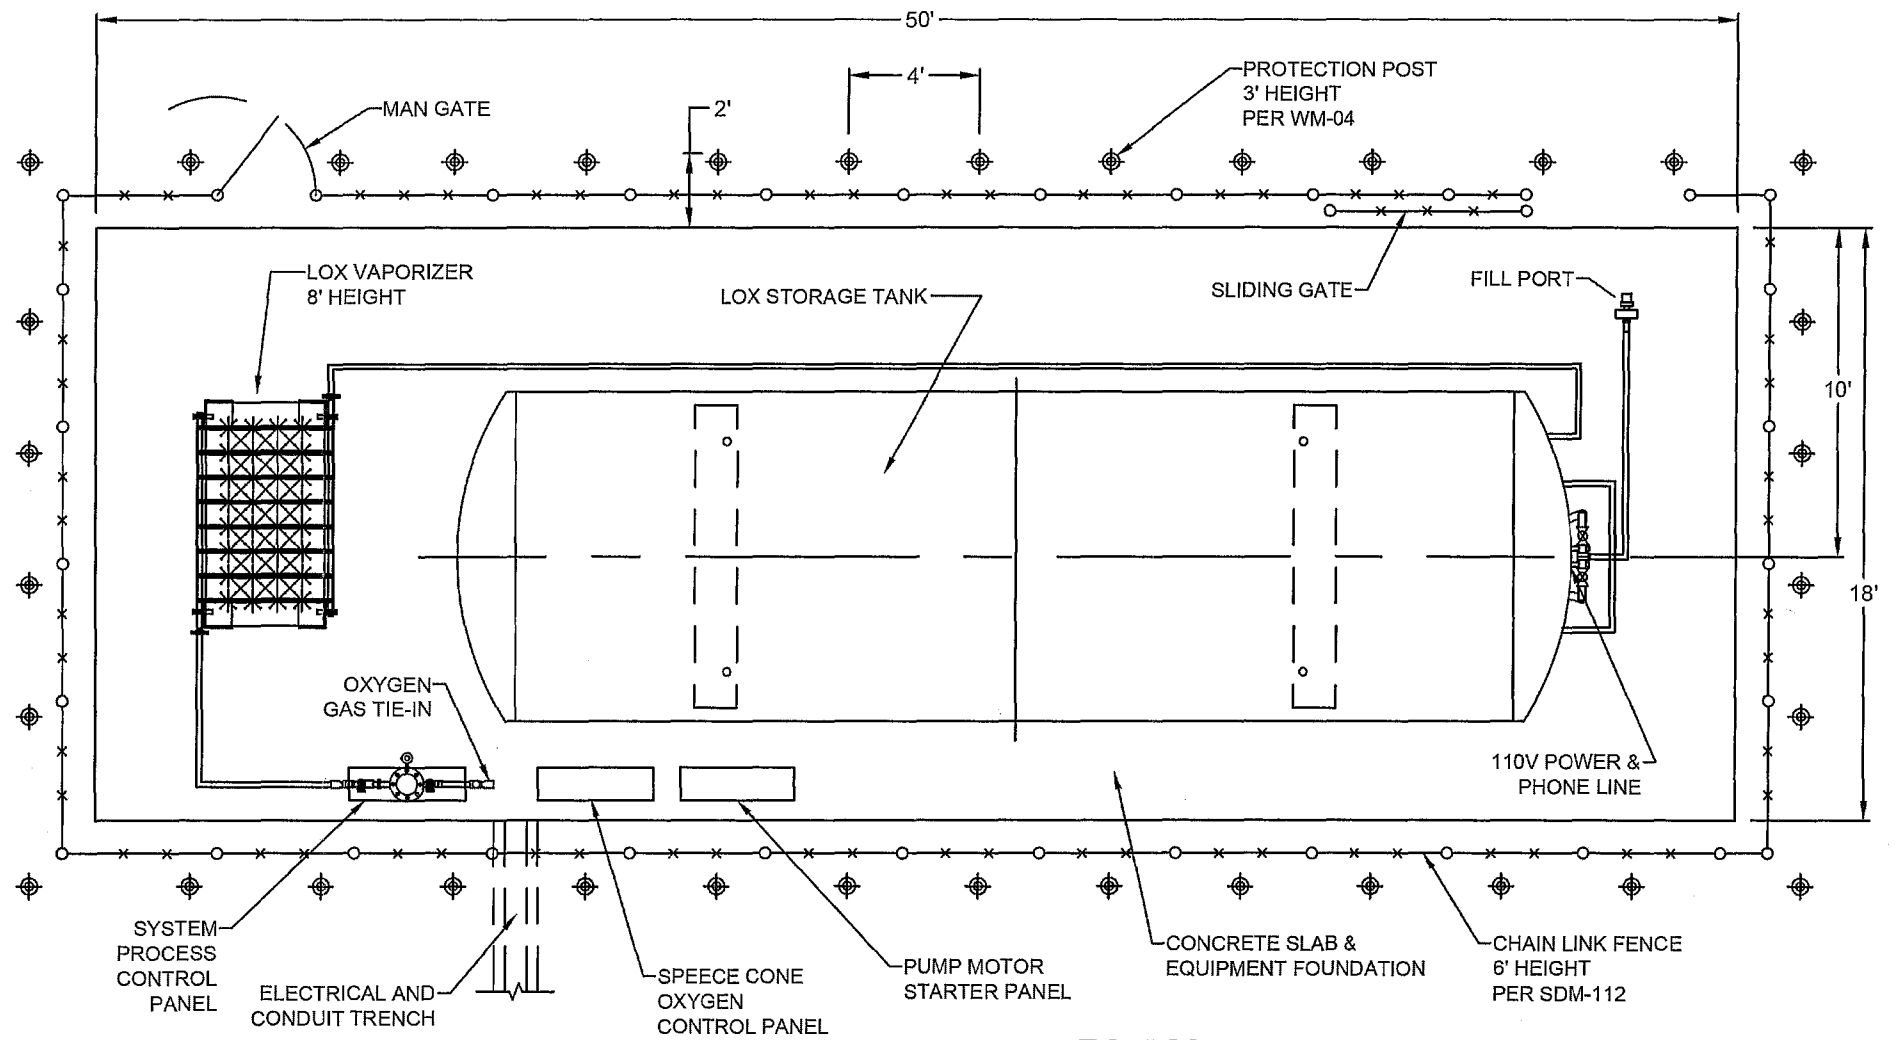 50'
4'
2'
PROTECTION POST
3' HEIGHT
PER WM-04
MAN GATE
LOX VAPORIZER
8' HEIGHT
LOX STORAGE TANK
SLIDING GATE
FILL PORT
10'
18'
OXYGEN
GAS TIE-IN
110V POWER &
PHONE LINE
SYSTEM
PROCESS
CONTROL
PANEL
ELECTRICAL AND
CONDUIT TRENCH
SPEECE CONE
OXYGEN
CONTROL PANEL
PUMP MOTOR
STARTER PANEL
CONCRETE SLAB &
EQUIPMENT FOUNDATION
CHAIN LINK FENCE
6' HEIGHT
PER SDM-112